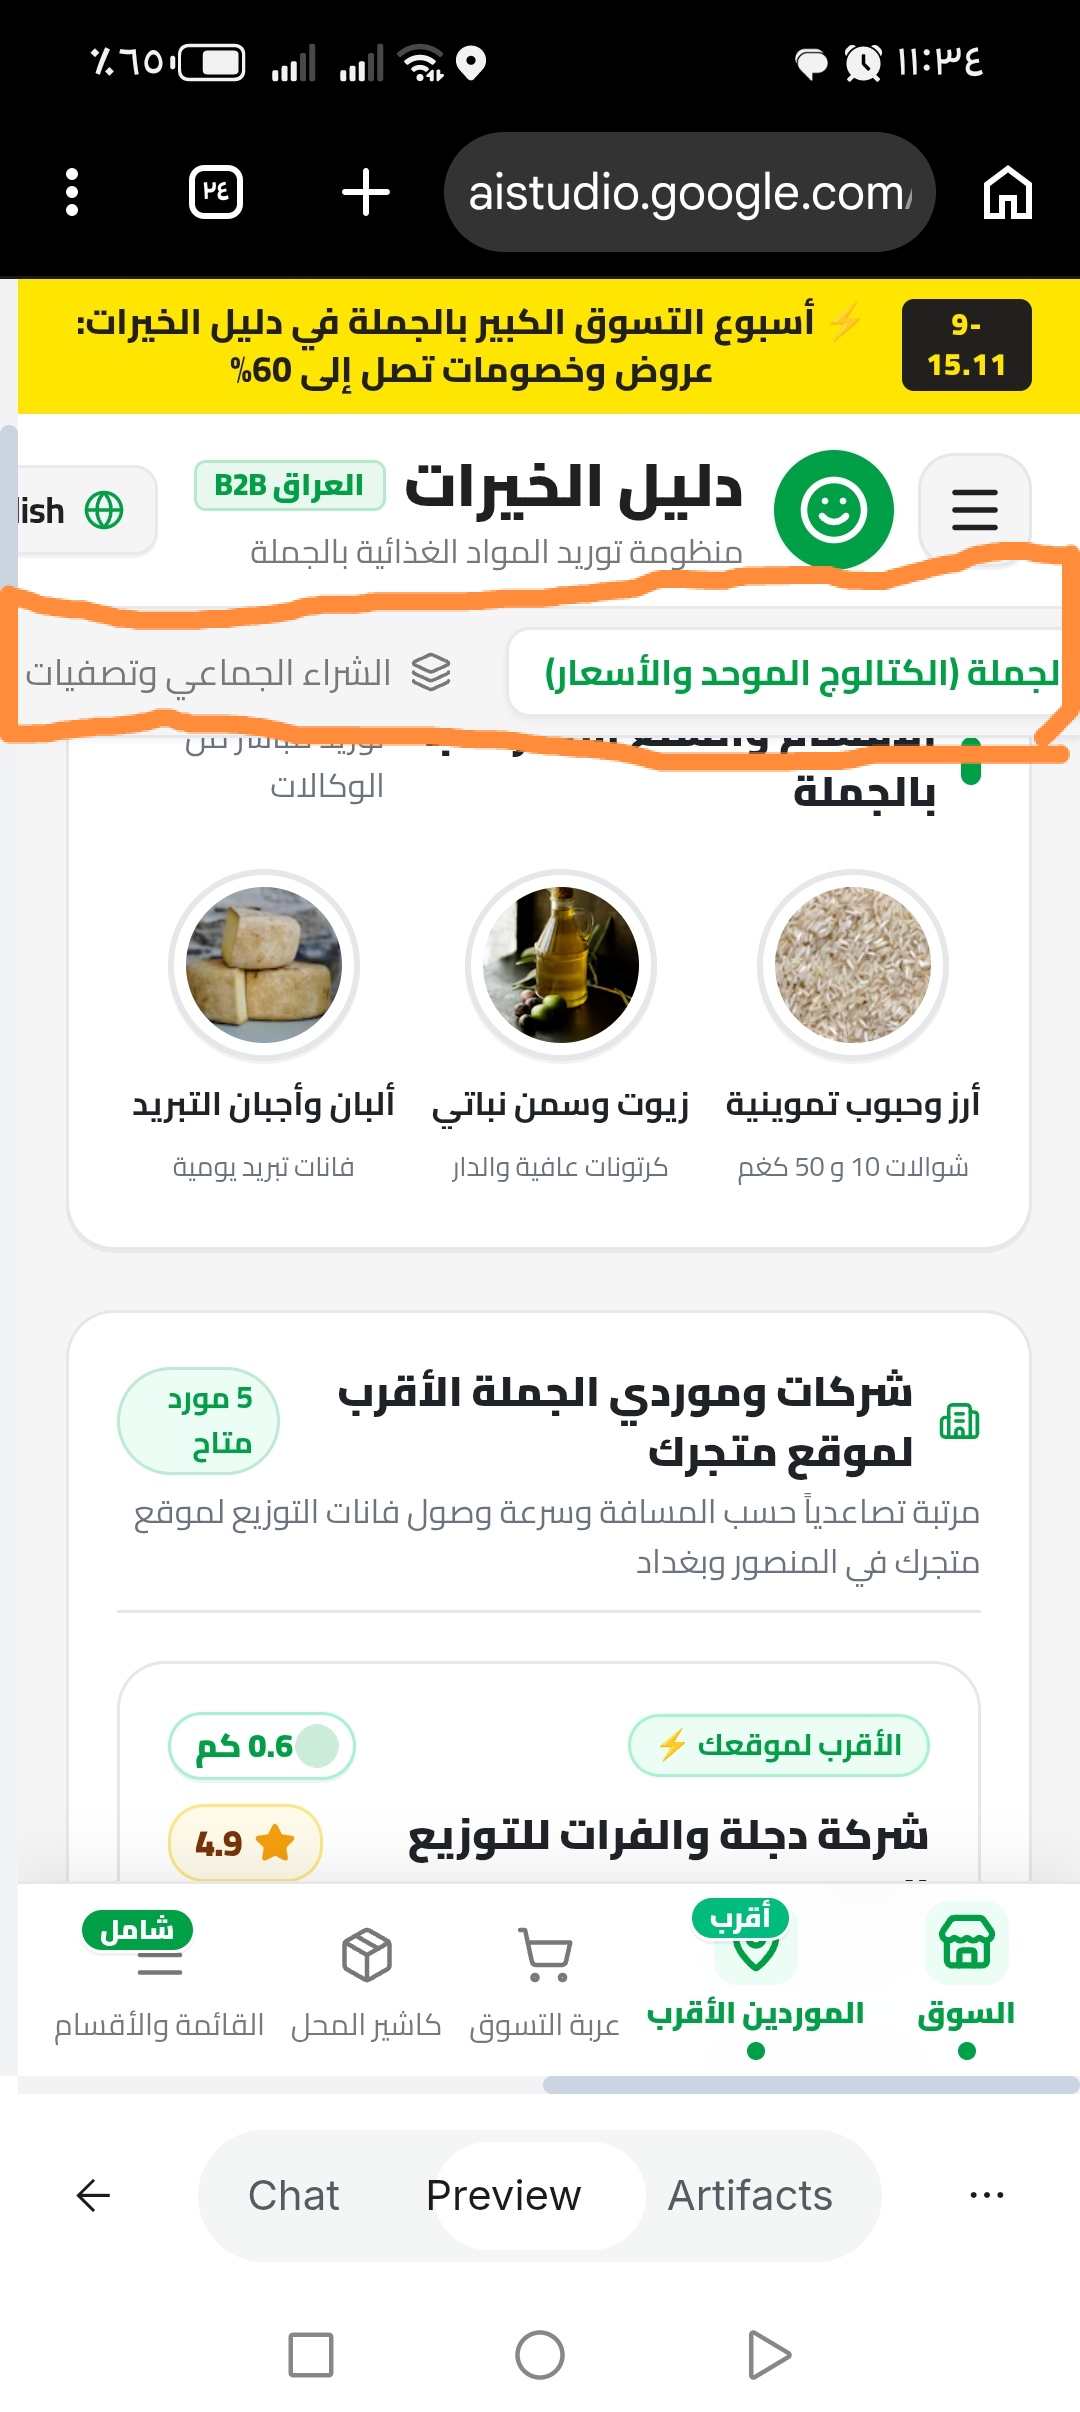 ٪٦٥
١١:٣٤
٢٤
aistudio.google.com/
⚡ أسبوع التسوق الكبير بالجملة في دليل الخيرات:
عروض وخصومات تصل إلى 60%
9-
15.11
دليل الخيرات
العراق B2B
منظومة توريد المواد الغذائية بالجملة
lish
لجملة (الكتالوج الموحد والأسعار)
الشراء الجماعي وتصفيات
بالجملة
الوكالات
أرز وحبوب تموينية
شوالات 10 و 50 كغم
زيوت وسمن نباتي
كرتونات عافية والدار
ألبان وأجبان التبريد
فانات تبريد يومية
شركات وموردي الجملة الأقرب
لموقع متجرك
5 مورد
متاح
مرتبة تصاعدياً حسب المسافة وسرعة وصول فانات التوزيع لموقع
متجرك في المنصور وبغداد
الأقرب لموقعك ⚡
0.6 كم
شركة دجلة والفرات للتوزيع
4.9
السوق
أقرب
الموردين الأقرب
عربة التسوق
كاشير المحل
شامل
القائمة والأقسام
Chat
Preview
Artifacts